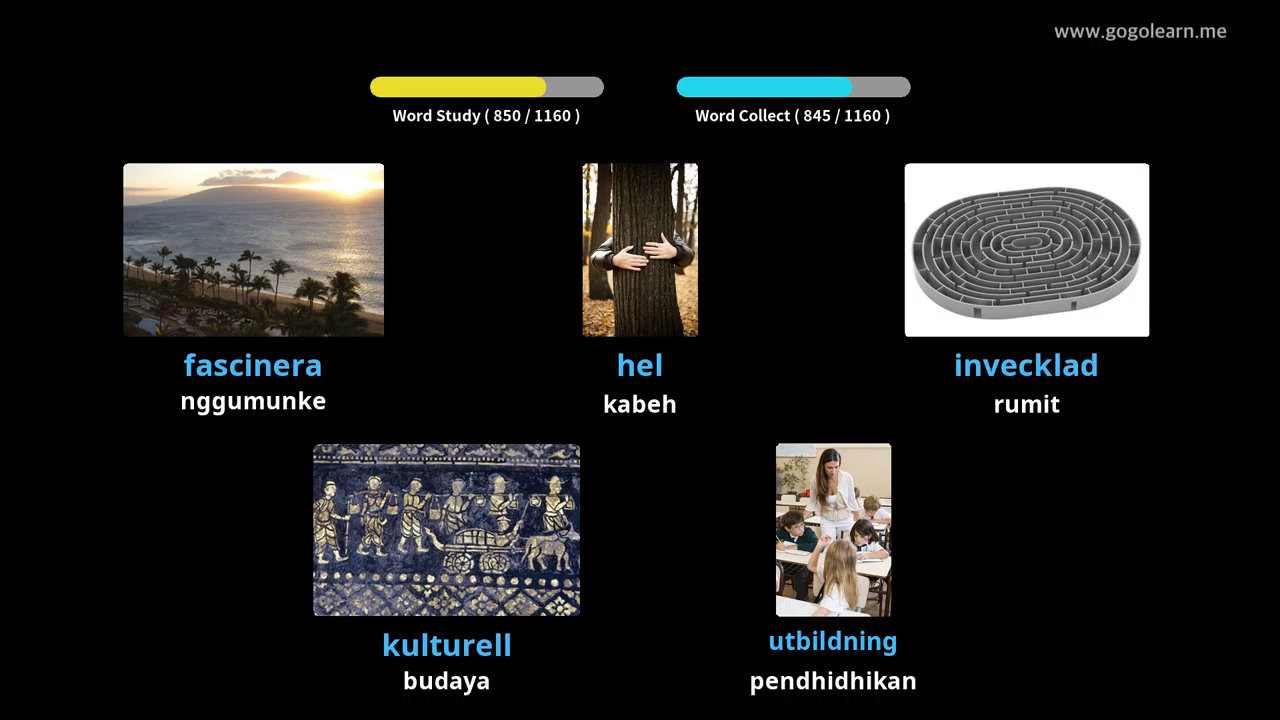 www.gogolearn.me
Word Study ( 850 / 1160 )
Word Collect ( 845 / 1160 )
fascinera
nggumunke
hel
kabeh
invecklad
rumit
kulturell
budaya
utbildning
pendhidhikan